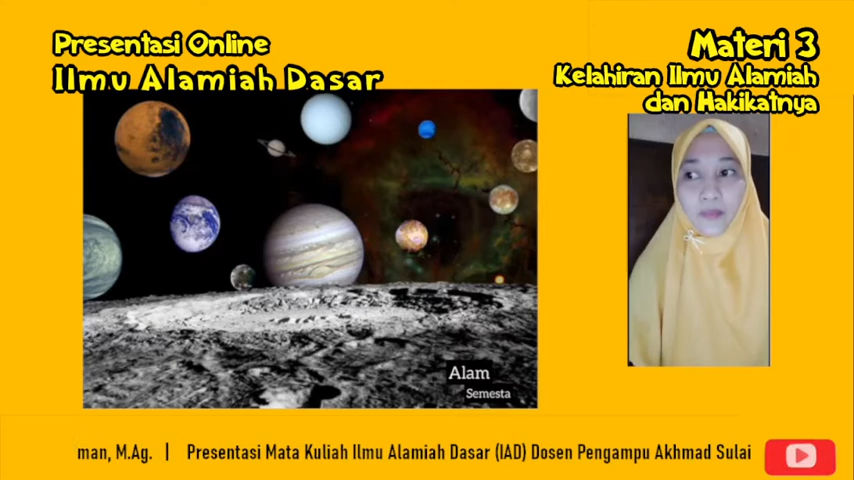 Presentasi Online
Ilmu Alamiah Dasar
Materi 3
Kelahiran Ilmu Alamiah
dan Hakikatnya
Alam
Semesta
man, M.Ag. | Presentasi Mata Kuliah Ilmu Alamiah Dasar (IAD) Dosen Pengampu Akhmad Sulai